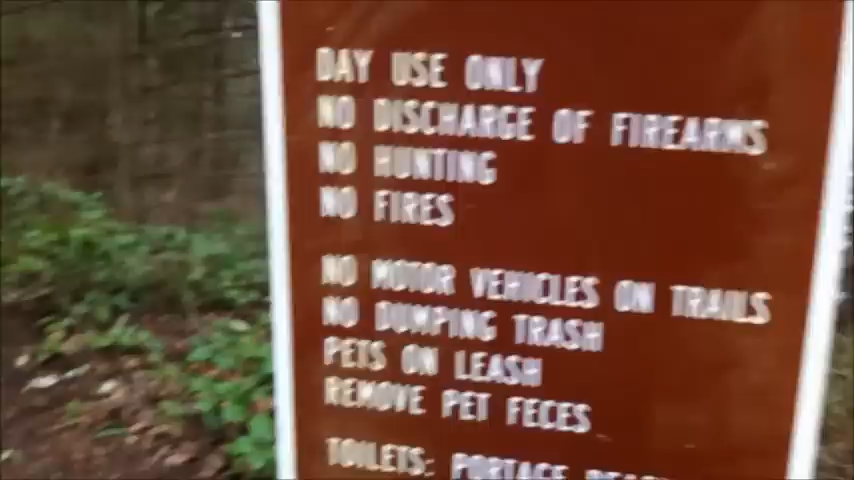 DAY USE ONLY
NO DISCHARGE OF FIREARMS
NO HUNTING
NO FIRES
NO MOTOR VEHICLES ON TRAILS
NO DUMPING TRASH
PETS ON LEASH
REMOVE PET FECES
TOILETS: PORTAGE